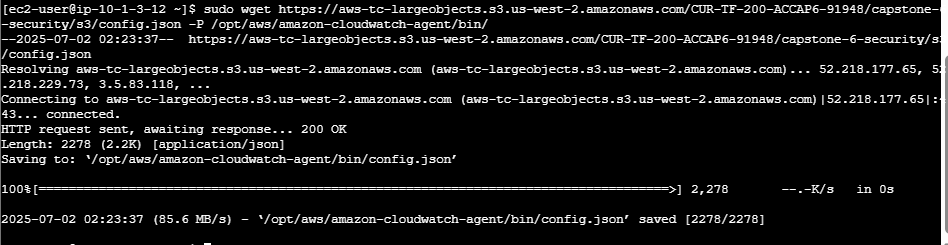 [ec2-user@ip-10-1-3-12 ~]$ sudo wget https://aws-tc-largeobjects.s3.us-west-2.amazonaws.com/CUR-TF-200-ACCAP6-91948/capstone-6
-security/s3/config.json -P /opt/aws/amazon-cloudwatch-agent/bin/
--2025-07-02 02:23:37--  https://aws-tc-largeobjects.s3.us-west-2.amazonaws.com/CUR-TF-200-ACCAP6-91948/capstone-6-security/s3
/config.json
Resolving aws-tc-largeobjects.s3.us-west-2.amazonaws.com (aws-tc-largeobjects.s3.us-west-2.amazonaws.com)... 52.218.177.65, 52
.218.229.73, 3.5.83.118, ...
Connecting to aws-tc-largeobjects.s3.us-west-2.amazonaws.com (aws-tc-largeobjects.s3.us-west-2.amazonaws.com)|52.218.177.65|:4
43... connected.
HTTP request sent, awaiting response... 200 OK
Length: 2278 (2.2K) [application/json]
Saving to: ‘/opt/aws/amazon-cloudwatch-agent/bin/config.json’
100%[===============================================================================>] 2,278       --.-K/s   in 0s
2025-07-02 02:23:37 (85.6 MB/s) - ‘/opt/aws/amazon-cloudwatch-agent/bin/config.json’ saved [2278/2278]